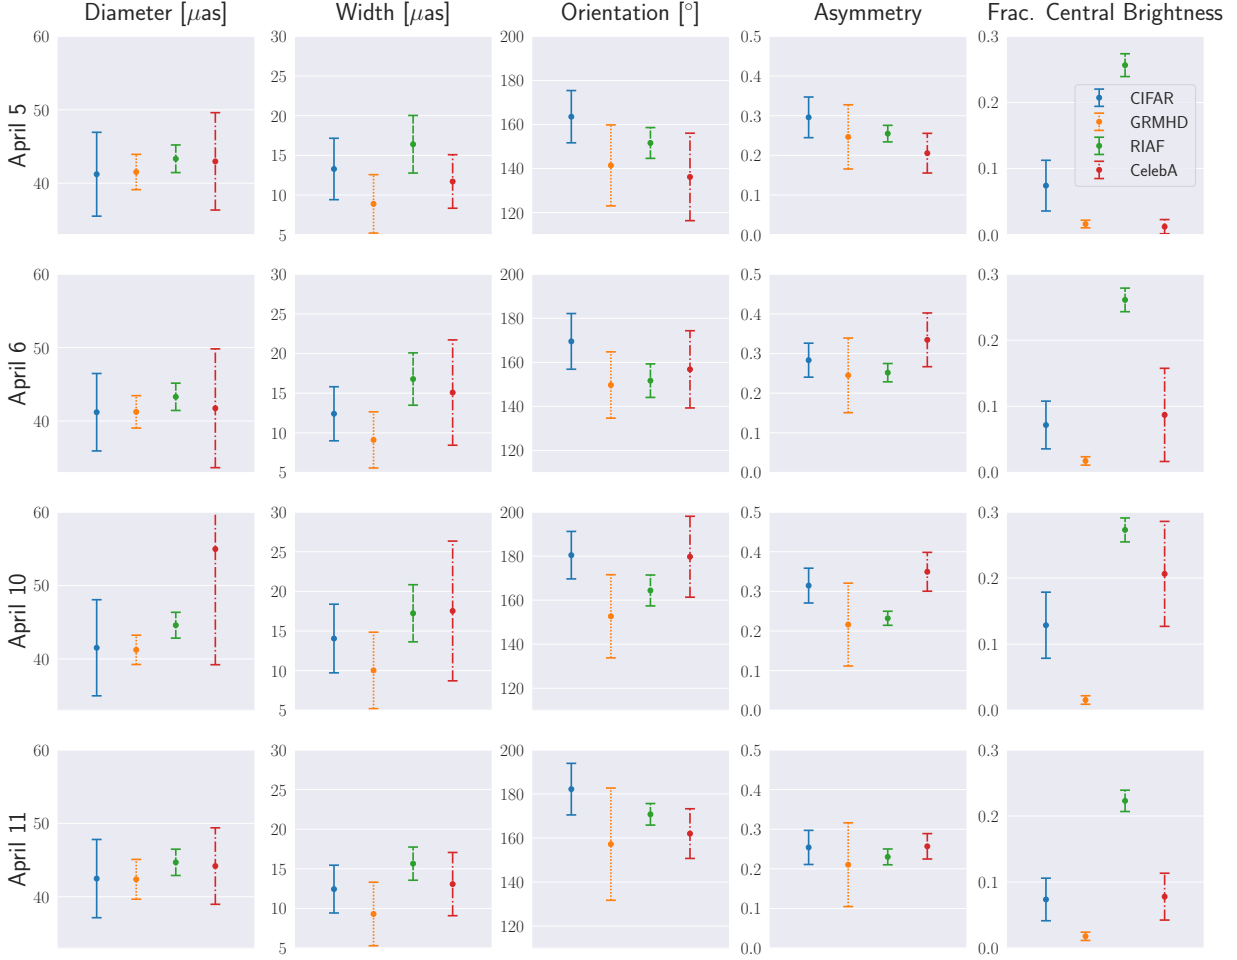 Diameter [μas] Width [μas] Orientation [°] Asymmetry Frac. Central Brightness
April 5
60 50 40
30 25 20 15 10 5
200 180 160 140 120
0.5 0.4 0.3 0.2 0.1 0.0
0.3 0.2 0.1 0.0
CIFAR
GRMHD
RIAF
CelebA
April 6
60 50 40
30 25 20 15 10 5
200 180 160 140 120
0.5 0.4 0.3 0.2 0.1 0.0
0.3 0.2 0.1 0.0
April 10
60 50 40
30 25 20 15 10 5
200 180 160 140 120
0.5 0.4 0.3 0.2 0.1 0.0
0.3 0.2 0.1 0.0
April 11
60 50 40
30 25 20 15 10 5
200 180 160 140 120
0.5 0.4 0.3 0.2 0.1 0.0
0.3 0.2 0.1 0.0